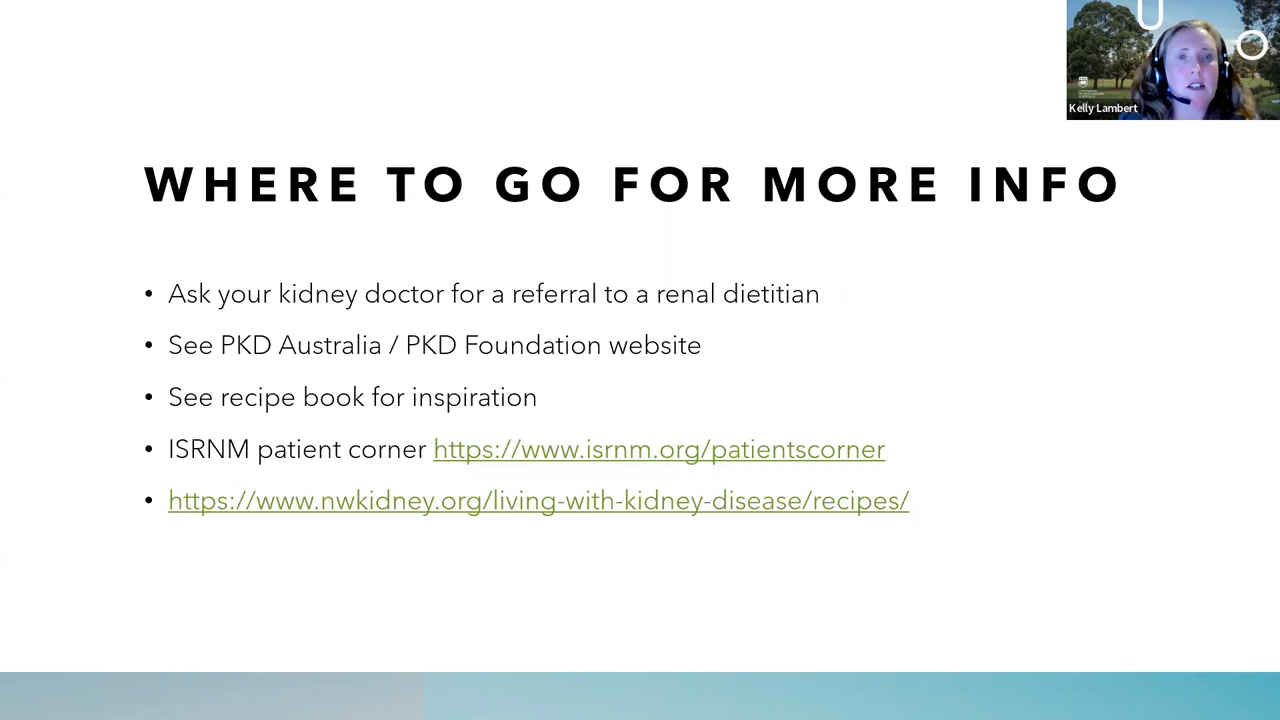 Kelly Lambert
WHERE TO GO FOR MORE INFO
• Ask your kidney doctor for a referral to a renal dietitian
• See PKD Australia / PKD Foundation website
• See recipe book for inspiration
• ISRNM patient corner https://www.isrnm.org/patientscorner
• https://www.nwkidney.org/living-with-kidney-disease/recipes/